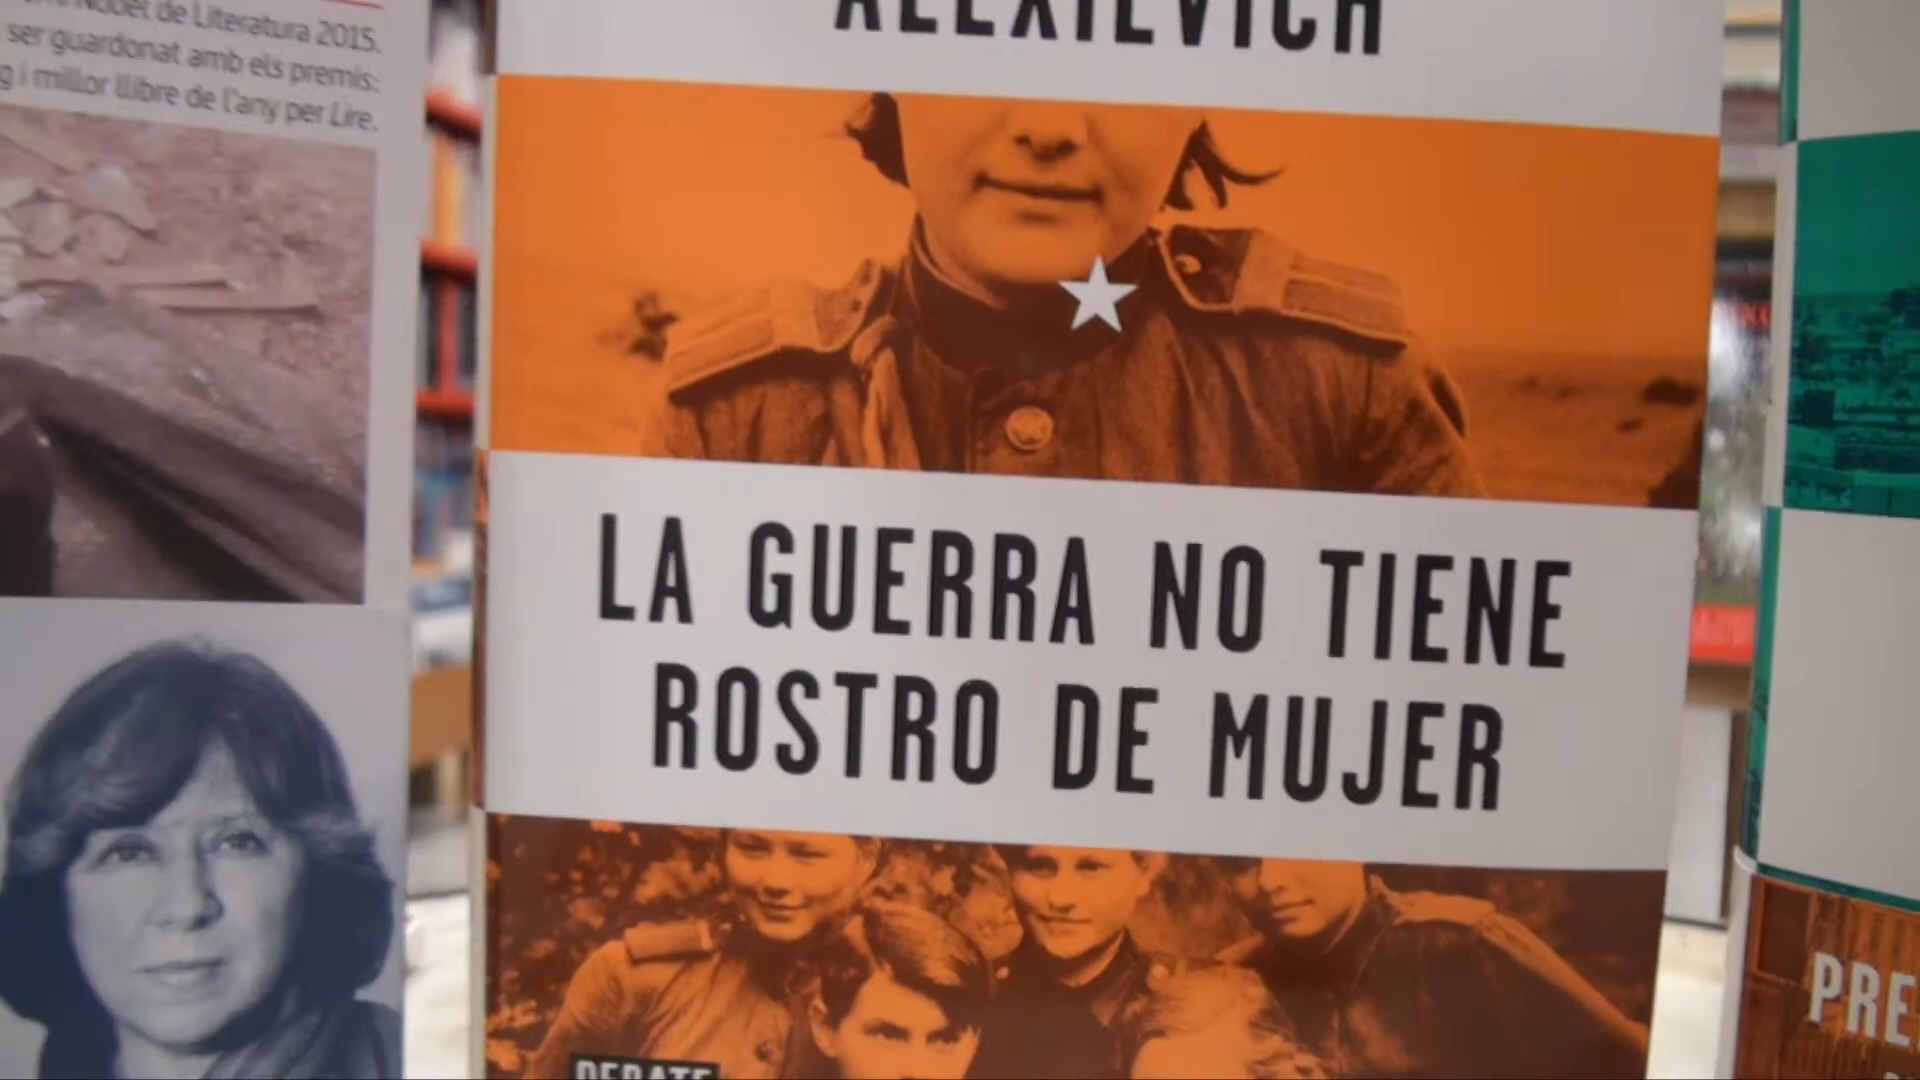 Nobel de Literatura 2015.
ser guardonat amb els premis:
i millor llibre de l'any per Lire.
ALEXIEVICH
LA GUERRA NO TIENE
ROSTRO DE MUJER
DEBATE
PRE